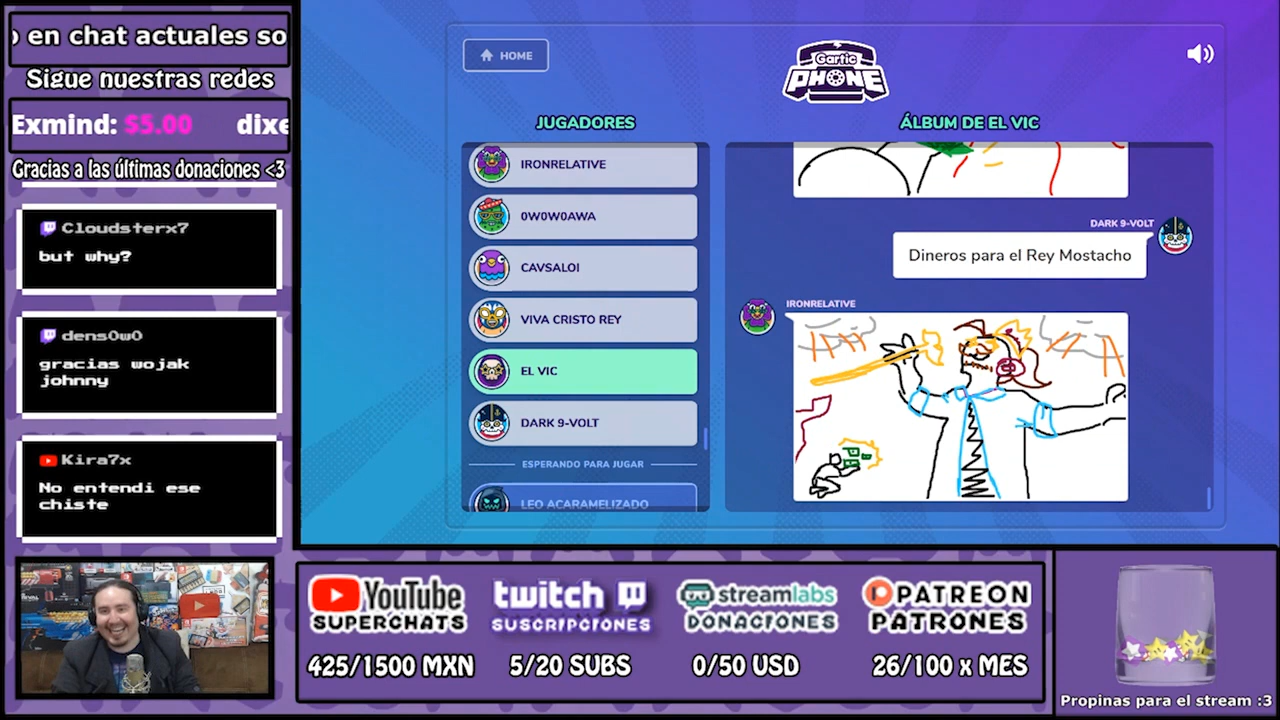 o en chat actuales so
Sigue nuestras redes
Exmind: $5.00 dixe
Gracias a las últimas donaciones <3
Cloudsterx7
but why?
dens0w0
gracias wojak
johnny
Kira7x
No entendi ese
chiste
HOME
Gartic
PHONE
JUGADORES
IRONRELATIVE
0W0W0AWA
CAVSALOI
VIVA CRISTO REY
EL VIC
DARK 9-VOLT
ESPERANDO PARA JUGAR
LEO ACARAMELIZADO
ÁLBUM DE EL VIC
DARK 9-VOLT
Dineros para el Rey Mostacho
IRONRELATIVE
YouTube
SUPERCHATS
425/1500 MXN
twitch
SUSCRIPCIONES
5/20 SUBS
streamlabs
DONACIONES
0/50 USD
PATREON
PATRONES
26/100 x MES
Propinas para el stream :3